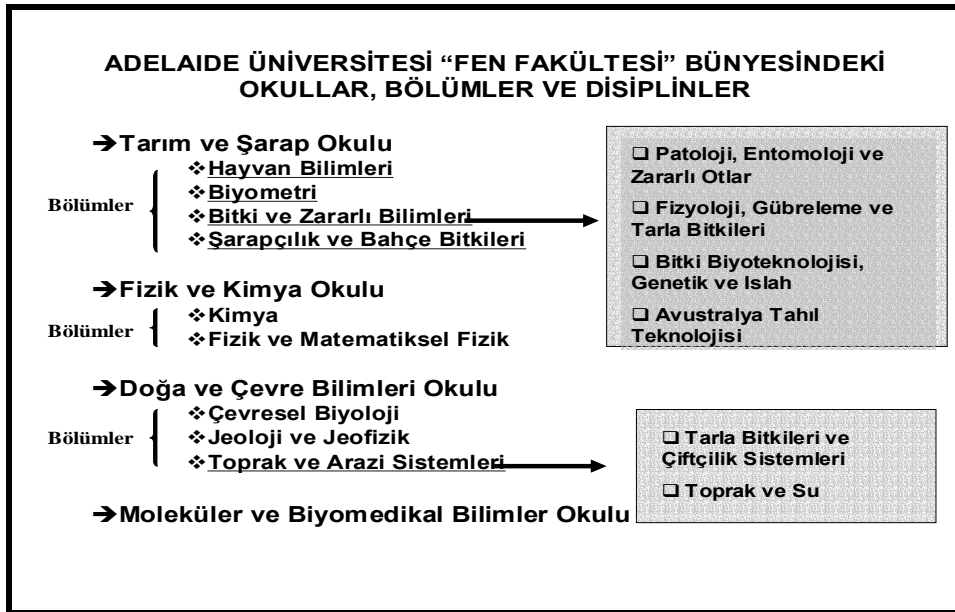 ADELAIDE ÜNİVERSİTESİ “FEN FAKÜLTESİ” BÜNYESİNDEKİ
OKULLAR, BÖLÜMLER VE DİSİPLİNLER
➔Tarım ve Şarap Okulu
Bölümler
❖Hayvan Bilimleri
❖Biyometri
❖Bitki ve Zararlı Bilimleri
❖Şarapçılık ve Bahçe Bitkileri
❑ Patoloji, Entomoloji ve
Zararlı Otlar
❑ Fizyoloji, Gübreleme ve
Tarla Bitkileri
❑ Bitki Biyoteknolojisi,
Genetik ve Islah
❑ Avustralya Tahıl
Teknolojisi
➔Fizik ve Kimya Okulu
Bölümler
❖Kimya
❖Fizik ve Matematiksel Fizik
➔Doğa ve Çevre Bilimleri Okulu
Bölümler
❖Çevresel Biyoloji
❖Jeoloji ve Jeofizik
❖Toprak ve Arazi Sistemleri
❑ Tarla Bitkileri ve
Çiftçilik Sistemleri
❑ Toprak ve Su
➔Moleküler ve Biyomedikal Bilimler Okulu